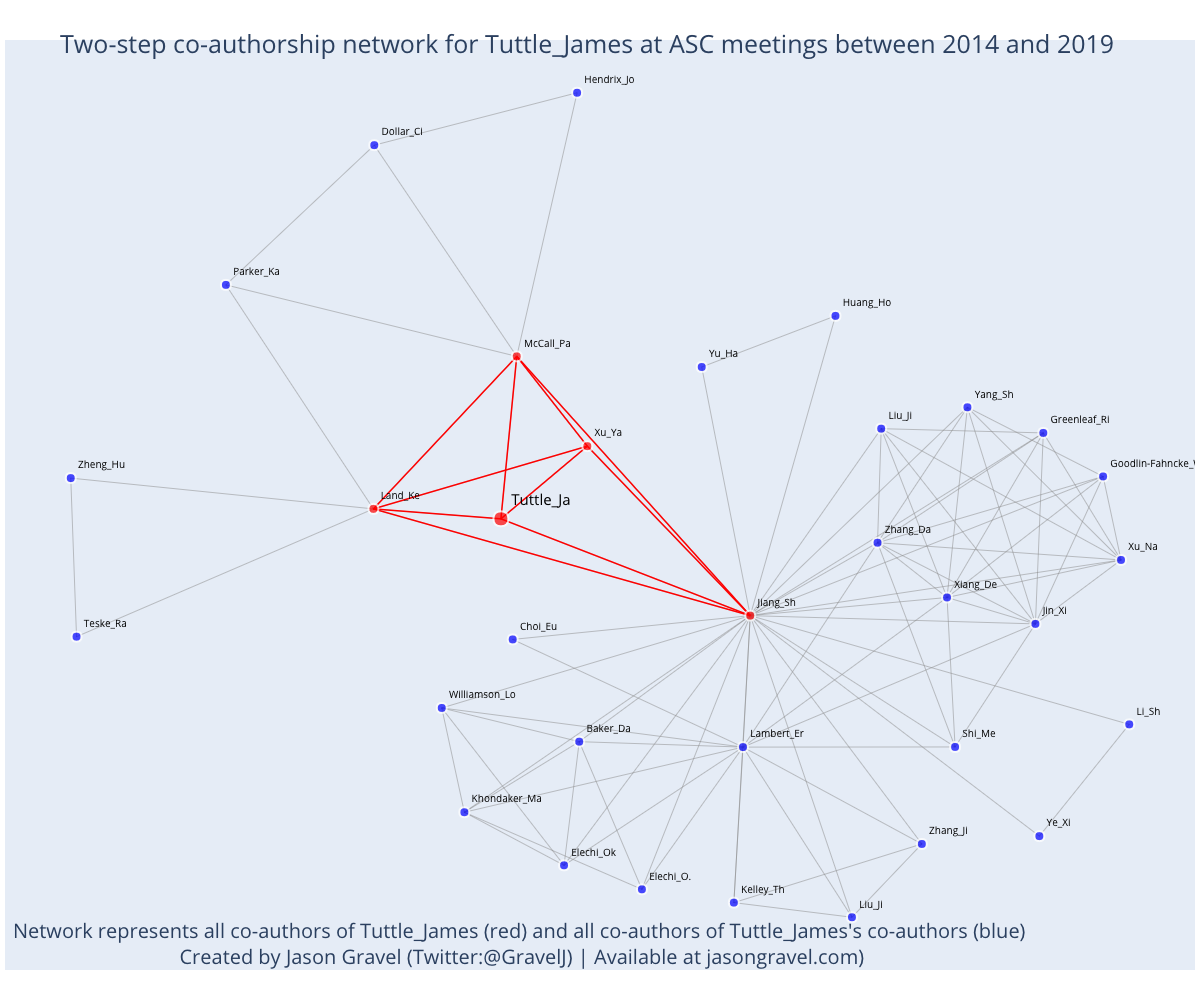 Two-step co-authorship network for Tuttle_James at ASC meetings between 2014 and 2019
Hendrix_Jo
Dollar_Ci
Parker_Ka
Huang_Ho
McCall_Pa
Yu_Ha
Yang_Sh
Liu_Ji
Greenleaf_Ri
Xu_Ya
Zheng_Hu
Goodlin-Fahncke_
Land_Ke
Tuttle_Ja
Zhang_Da
Xu_Na
Xiang_De
Jiang_Sh
Jin_Xi
Teske_Ra
Choi_Eu
Williamson_Lo
Li_Sh
Baker_Da
Lambert_Er
Shi_Me
Khondaker_Ma
Ye_Xi
Zhang_Ji
Elechi_Ok
Elechi_O.
Kelley_Th
Liu_Ji
Network represents all co-authors of Tuttle_James (red) and all co-authors of Tuttle_James's co-authors (blue)
Created by Jason Gravel (Twitter:@GravelJ) | Available at jasongravel.com)